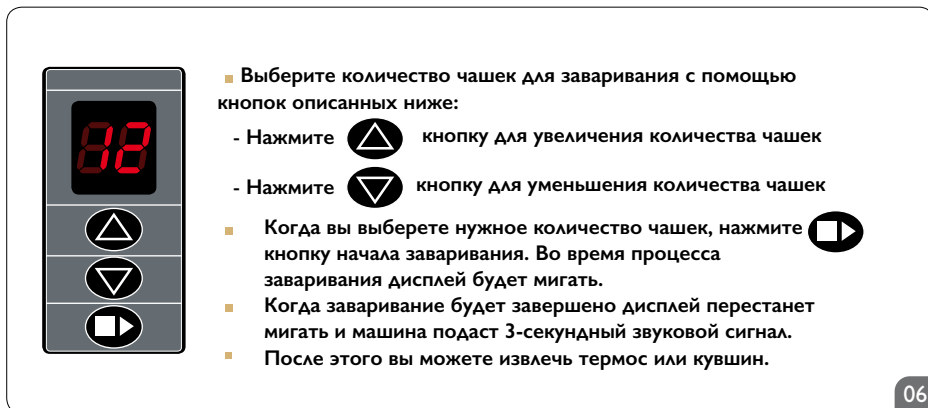 12
Выберите количество чашек для заваривания с помощью
кнопок описанных ниже:
- Нажмите кнопку для увеличения количества чашек
- Нажмите кнопку для уменьшения количества чашек
Когда вы выберете нужное количество чашек, нажмите
кнопку начала заваривания. Во время процесса
заваривания дисплей будет мигать.
Когда заваривание будет завершено дисплей перестанет
мигать и машина подаст 3-секундный звуковой сигнал.
После этого вы можете извлечь термос или кувшин.
06